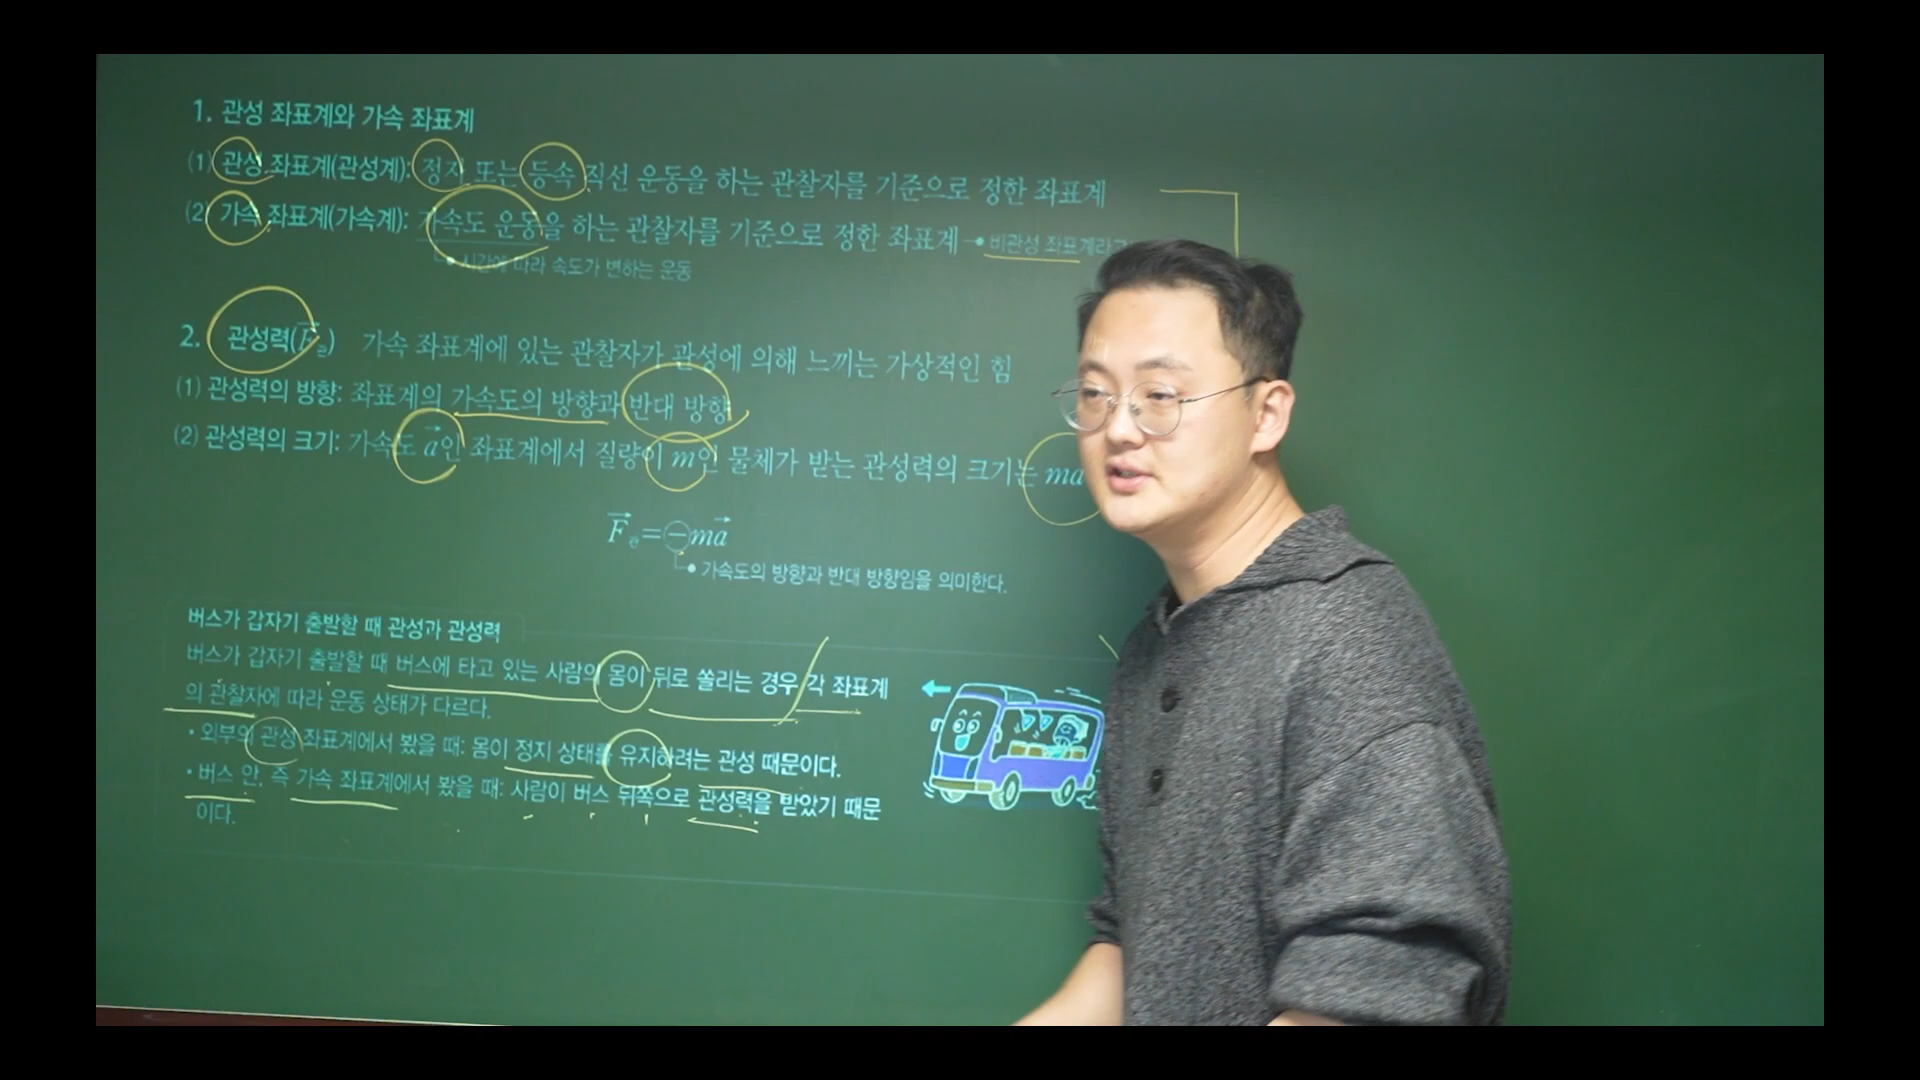 1. 관성 좌표계와 가속 좌표계
(1) 관성 좌표계(관성계): 정지 또는 등속 직선 운동을 하는 관찰자를 기준으로 정한 좌표계
(2) 가속 좌표계(가속계): 가속도 운동을 하는 관찰자를 기준으로 정한 좌표계 • 비관성 좌표계라고
• 시간에 따라 속도가 변하는 운동
2. 관성력(F관) 가속 좌표계에 있는 관찰자가 관성에 의해 느끼는 가상적인 힘
(1) 관성력의 방향: 좌표계의 가속도의 방향과 반대 방향
(2) 관성력의 크기: 가속도 a인 좌표계에서 질량이 m인 물체가 받는 관성력의 크기는 ma
F관=-ma
• 가속도의 방향과 반대 방향임을 의미한다.
버스가 갑자기 출발할 때 관성과 관성력
버스가 갑자기 출발할 때 버스에 타고 있는 사람의 몸이 뒤로 쏠리는 경우 각 좌표계
의 관찰자에 따라 운동 상태가 다르다.
• 외부의 관성 좌표계에서 봤을 때: 몸이 정지 상태를 유지하려는 관성 때문이다.
• 버스 안, 즉 가속 좌표계에서 봤을 때: 사람이 버스 뒤쪽으로 관성력을 받았기 때문
이다.